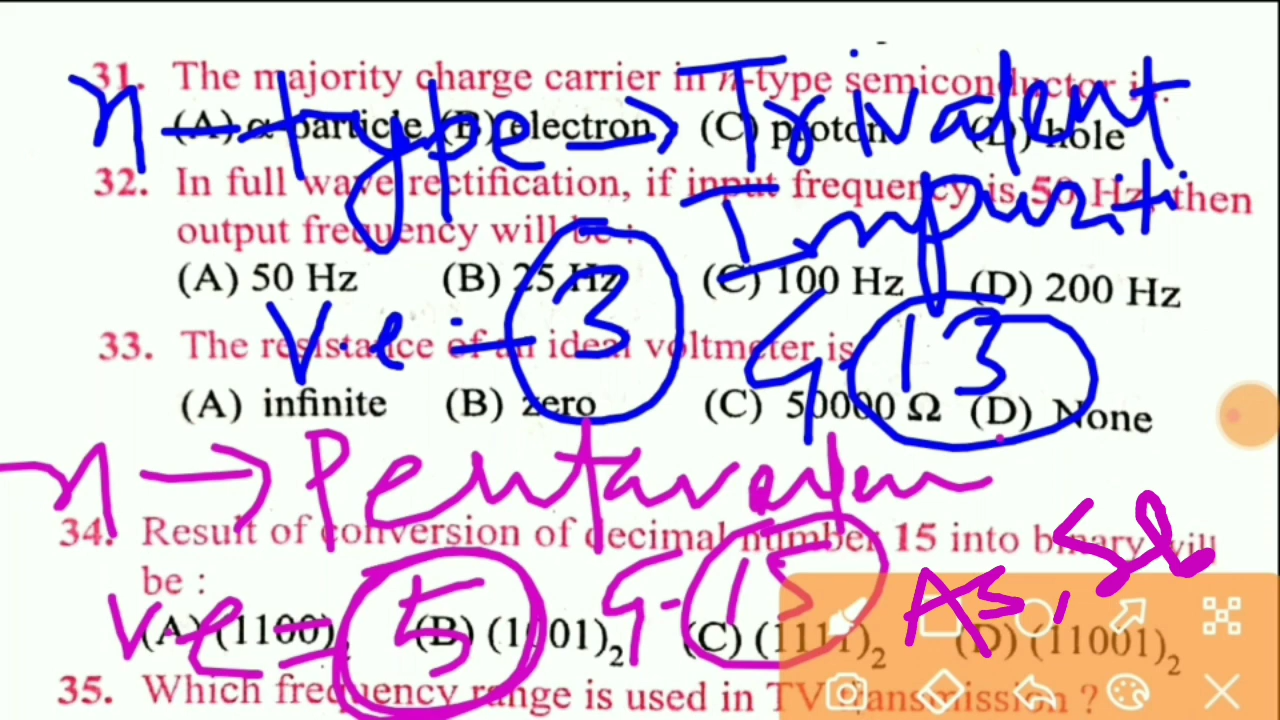 31. The majority charge carrier in n-type semiconductor is.
(A) α-particle (B) electron (C) proton (D) hole
32. In full wave rectification, if input frequency is 50 Hz, then
output frequency will be :
(A) 50 Hz (B) 25 Hz (C) 100 Hz (D) 200 Hz
33. The resistance of an ideal voltmeter is
(A) infinite (B) zero (C) 50000 Ω (D) None
34. Result of conversion of decimal number 15 into binary will
be :
(A) (1100)₂ (B) (1001)₂ (C) (1111)₂ (D) (11001)₂
35. Which frequency range is used in TV transmission ?
n-type → Trivalent
Impuriti
V.e :- 3 G 13
n → Pentavalen
Ve = 5 G-15 As, Sb